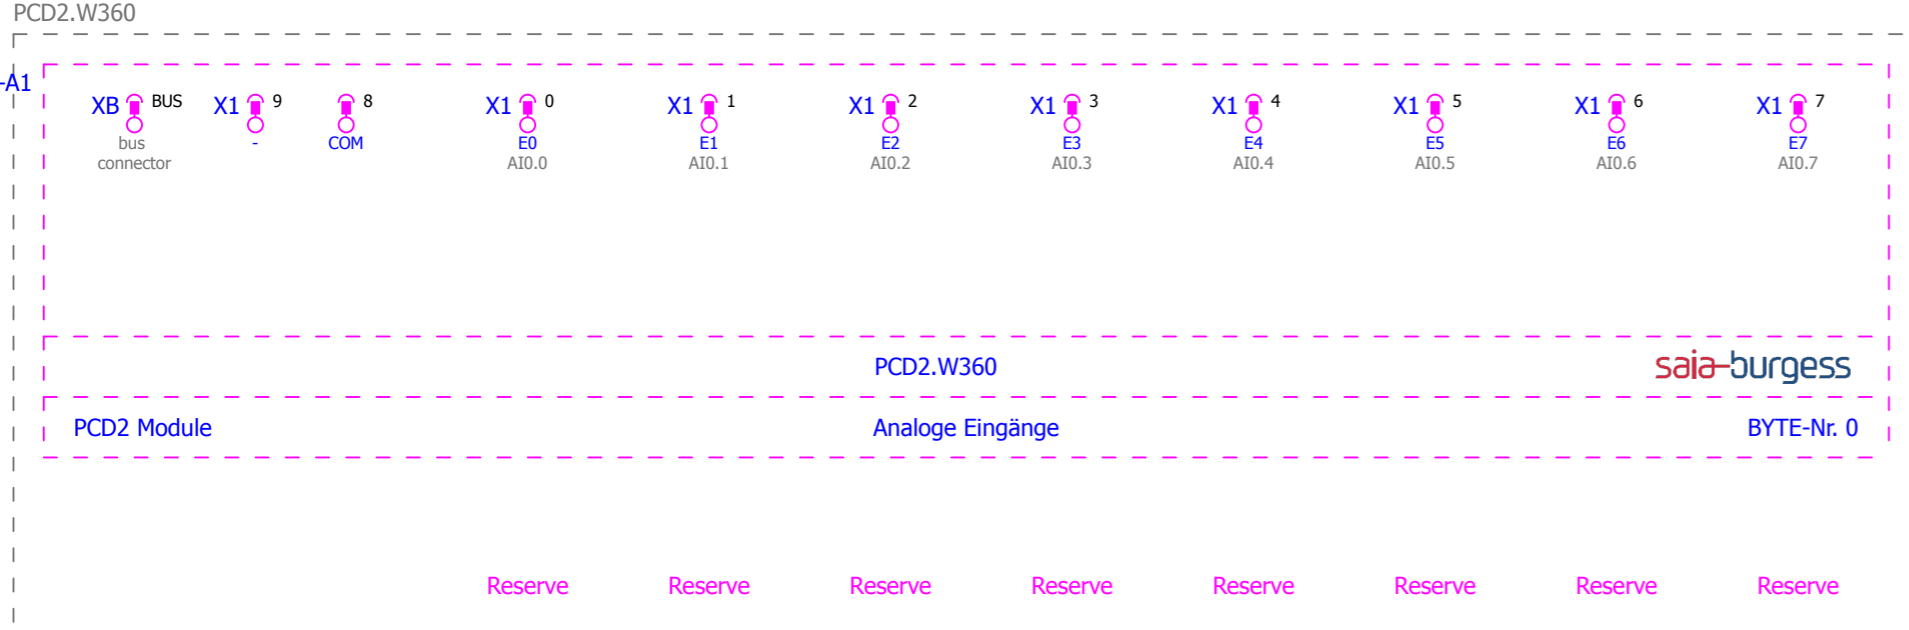 PCD2.W360
-A1
XB BUS X1 9 8 X1 0 X1 1 X1 2 X1 3 X1 4 X1 5 X1 6 X1 7
bus - COM E0 E1 E2 E3 E4 E5 E6 E7
connector AI0.0 AI0.1 AI0.2 AI0.3 AI0.4 AI0.5 AI0.6 AI0.7
PCD2.W360 saia-burgess
PCD2 Module Analoge Eingänge BYTE-Nr. 0
Reserve Reserve Reserve Reserve Reserve Reserve Reserve Reserve